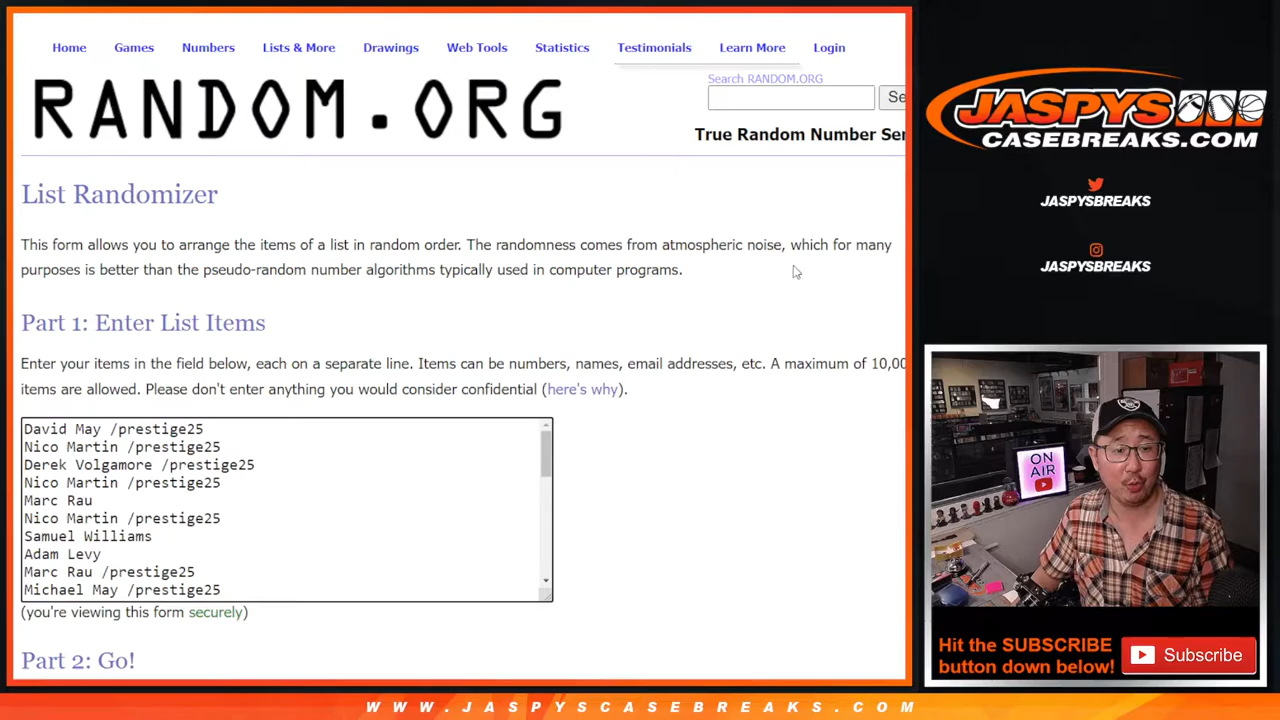 Home Games Numbers Lists & More Drawings Web Tools Statistics Testimonials Learn More Login
RANDOM.ORG
Search RANDOM.ORG
Se
True Random Number Ser
List Randomizer
This form allows you to arrange the items of a list in random order. The randomness comes from atmospheric noise, which for many
purposes is better than the pseudo-random number algorithms typically used in computer programs.
Part 1: Enter List Items
Enter your items in the field below, each on a separate line. Items can be numbers, names, email addresses, etc. A maximum of 10,00
items are allowed. Please don't enter anything you would consider confidential (here's why).
David May /prestige25
Nico Martin /prestige25
Derek Volgamore /prestige25
Nico Martin /prestige25
Marc Rau
Nico Martin /prestige25
Samuel Williams
Adam Levy
Marc Rau /prestige25
Michael May /prestige25
(you're viewing this form securely)
Part 2: Go!
JASPYS
CASEBREAKS.COM
JASPYSBREAKS
JASPYSBREAKS
ON
AIR
Hit the SUBSCRIBE
button down below!
Subscribe
WWW.JASPYSCASEBREAKS.COM